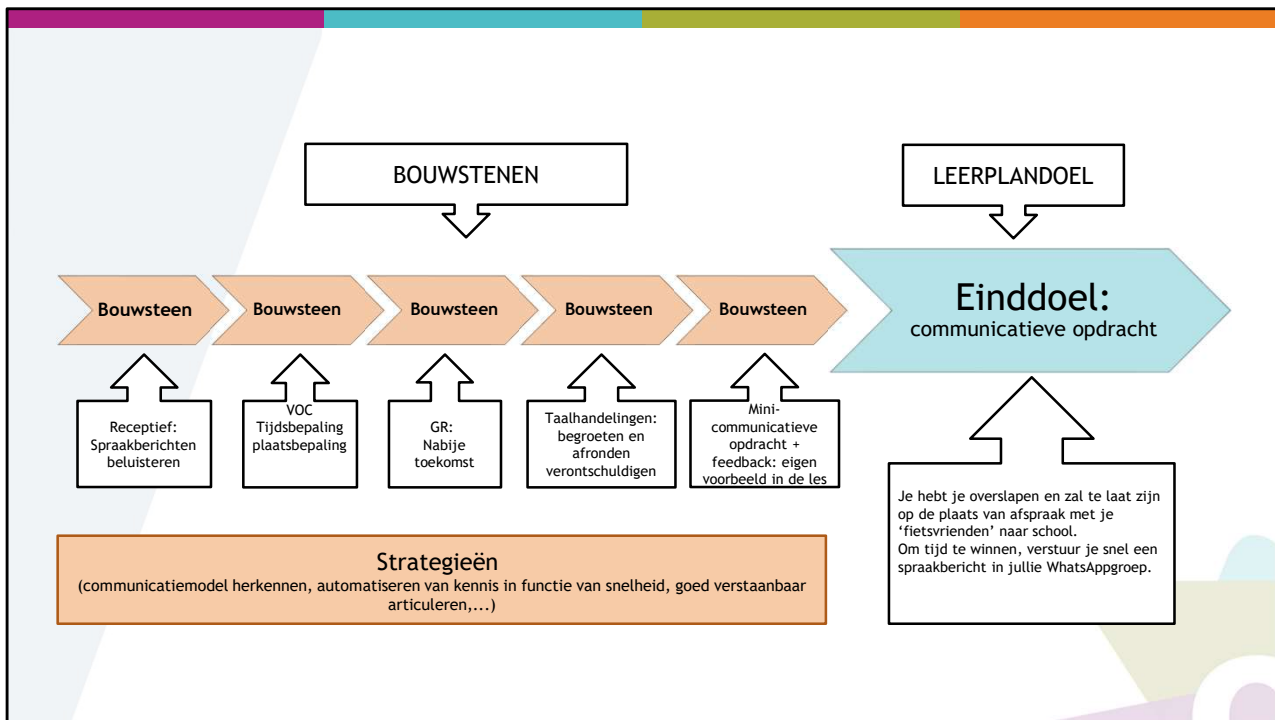 BOUWSTENEN
LEERPLANDOEL
Bouwsteen
Bouwsteen
Bouwsteen
Bouwsteen
Bouwsteen
Einddoel:
communicatieve opdracht
Receptief:
Spraakberichten
beluisteren
VOC
Tijdsbepaling
plaatsbepaling
GR:
Nabije
toekomst
Taalhandelingen:
begroeten en
afronden
verontschuldigen
Mini-
communicatieve
opdracht +
feedback: eigen
voorbeeld in de les
Je hebt je overslapen en zal te laat zijn
op de plaats van afspraak met je
‘fietsvrienden’ naar school.
Om tijd te winnen, verstuur je snel een
spraakbericht in jullie WhatsAppgroep.
Strategieën
(communicatiemodel herkennen, automatiseren van kennis in functie van snelheid, goed verstaanbaar
articuleren,...)